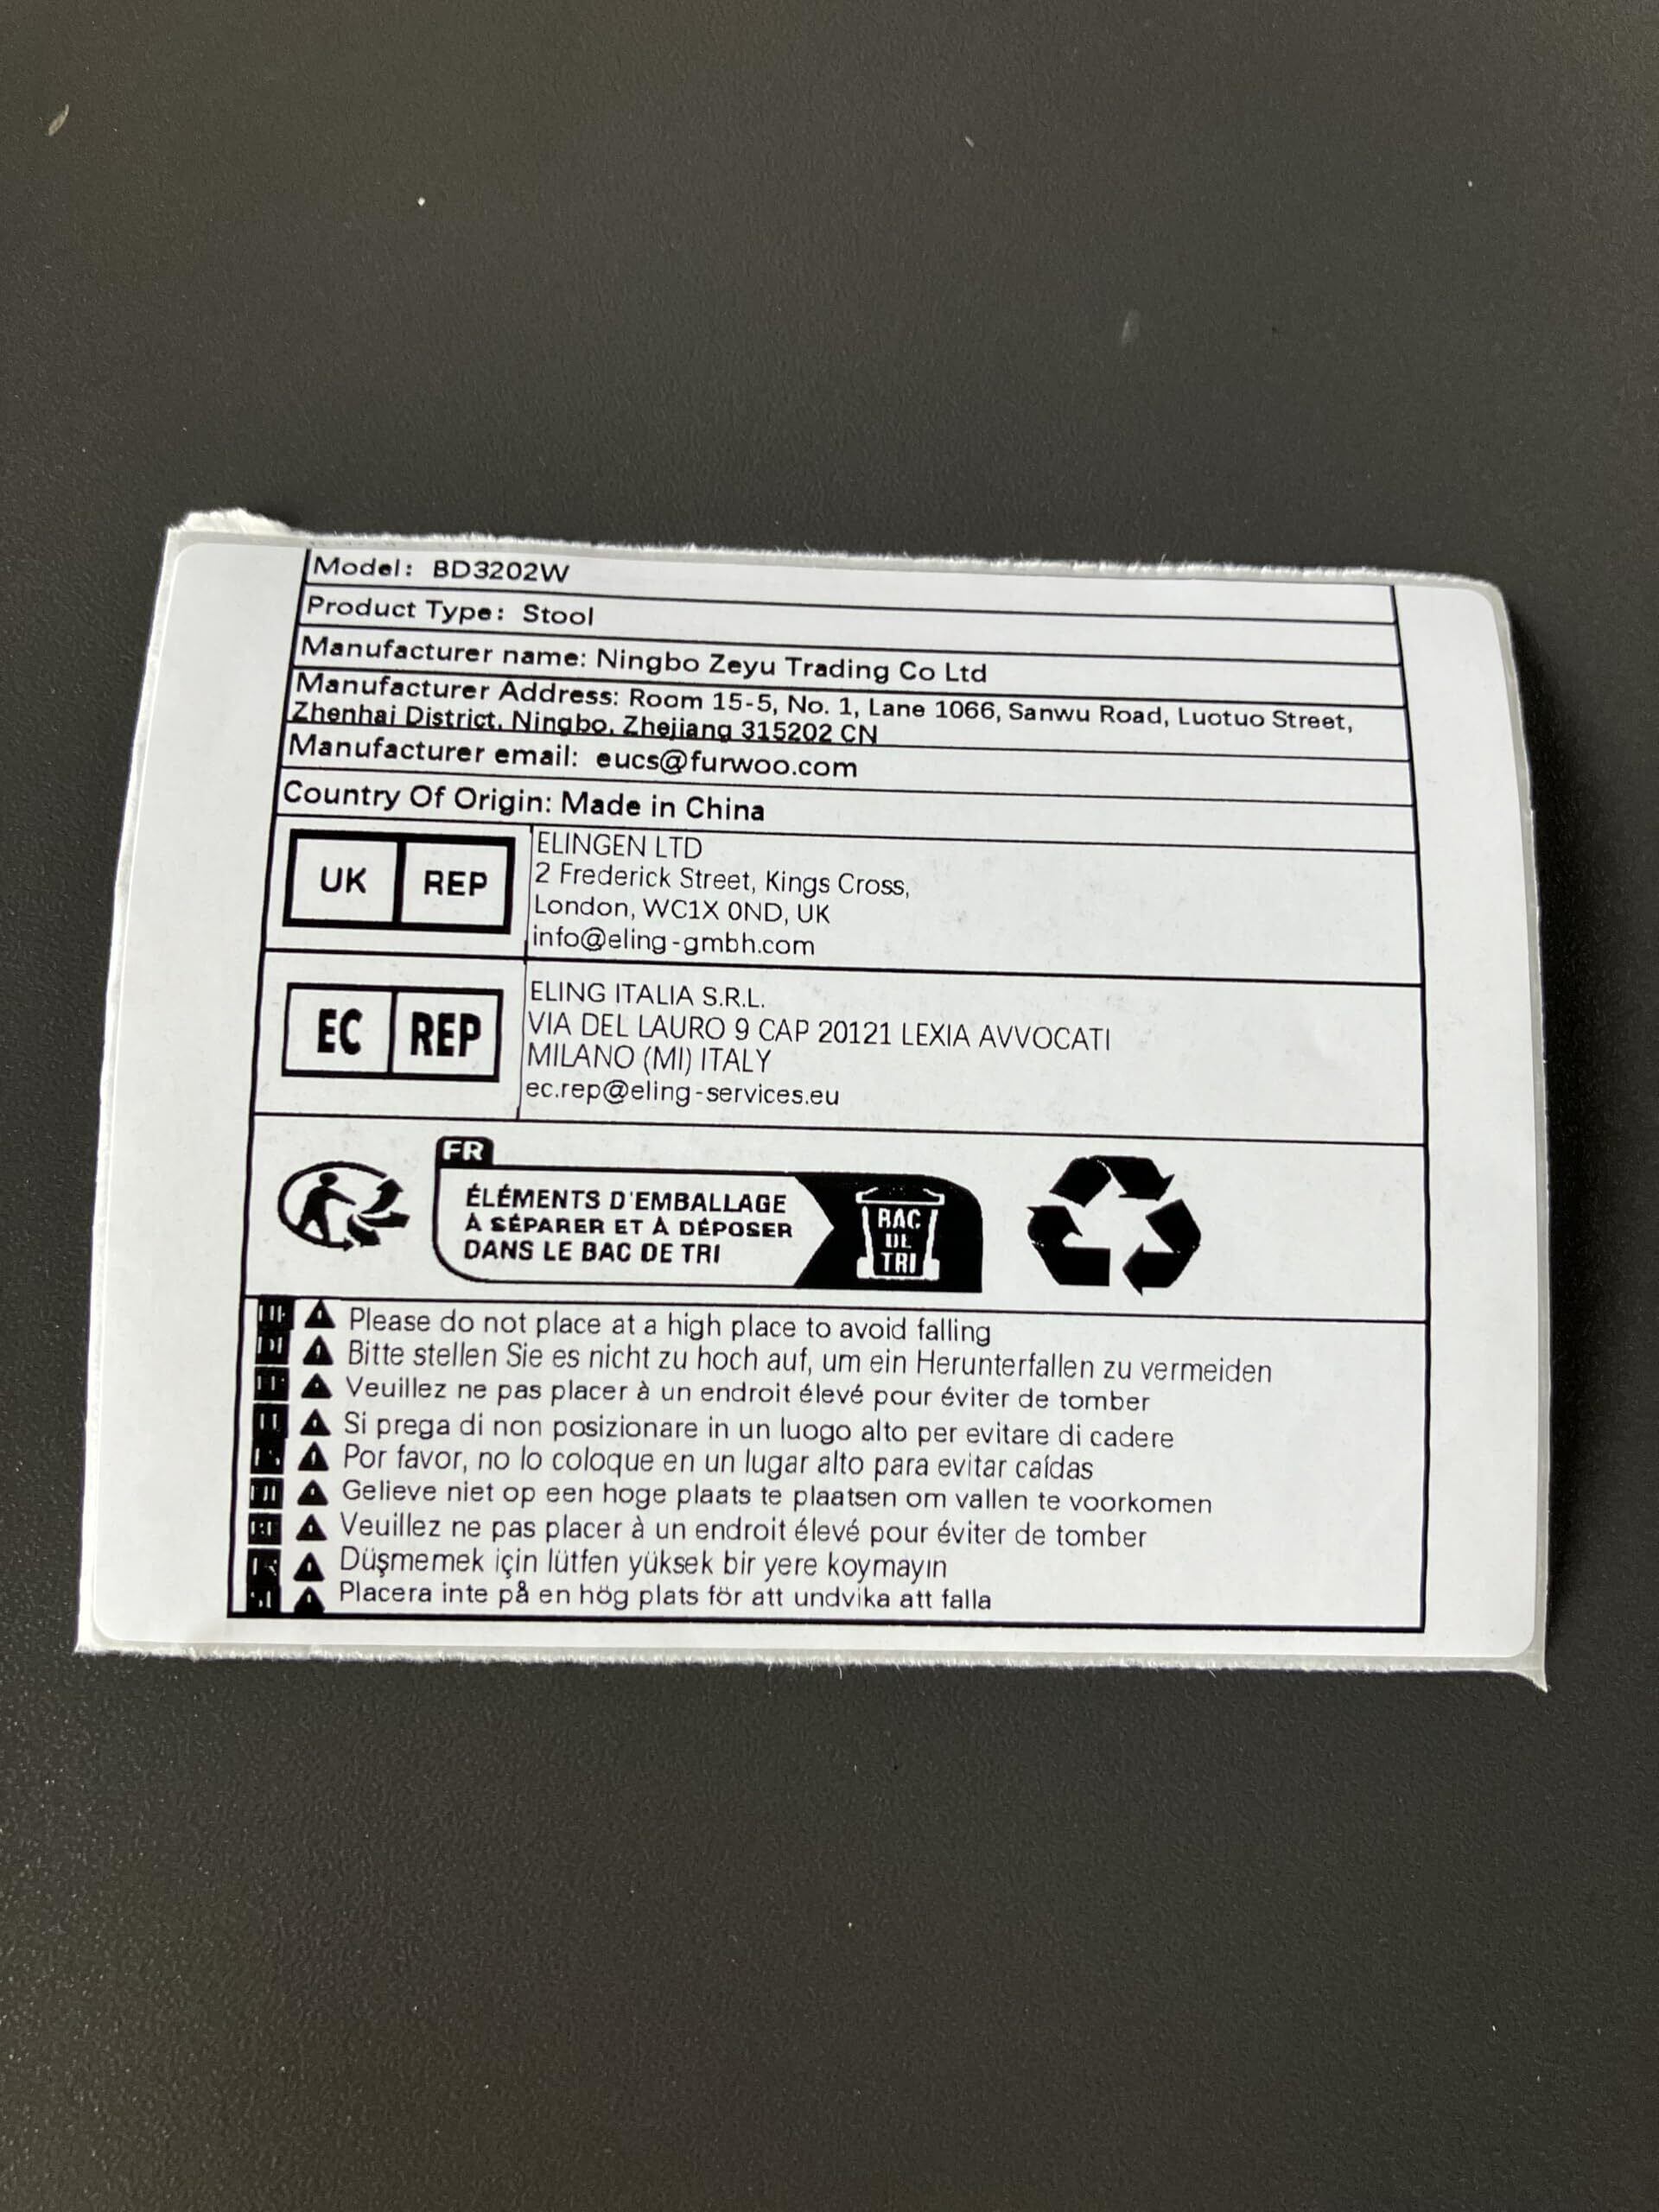 Model: BD3202W
Product Type: Stool
Manufacturer name: Ningbo Zeyu Trading Co Ltd
Manufacturer Address: Room 15-5, No. 1, Lane 1066, Sanwu Road, Luotuo Street,
Zhenhai District, Ningbo, Zhejiang 315202 CN
Manufacturer email: eucs@furwoo.com
Country Of Origin: Made in China
UK REP
ELINGEN LTD
2 Frederick Street, Kings Cross,
London, WC1X 0ND, UK
info@eling-gmbh.com
EC REP
ELING ITALIA S.R.L.
VIA DEL LAURO 9 CAP 20121 LEXIA AVVOCATI
MILANO (MI) ITALY
ec.rep@eling-services.eu
FR
ÉLÉMENTS D'EMBALLAGE
À SÉPARER ET À DÉPOSER
DANS LE BAC DE TRI
BAC
DE
TRI
Please do not place at a high place to avoid falling
Bitte stellen Sie es nicht zu hoch auf, um ein Herunterfallen zu vermeiden
Veuillez ne pas placer à un endroit élevé pour éviter de tomber
Si prega di non posizionare in un luogo alto per evitare di cadere
Por favor, no lo coloque en un lugar alto para evitar caídas
Gelieve niet op een hoge plaats te plaatsen om vallen te voorkomen
Veuillez ne pas placer à un endroit élevé pour éviter de tomber
Düşmemek için lütfen yüksek bir yere koymayın
Placera inte på en hög plats för att undvika att falla